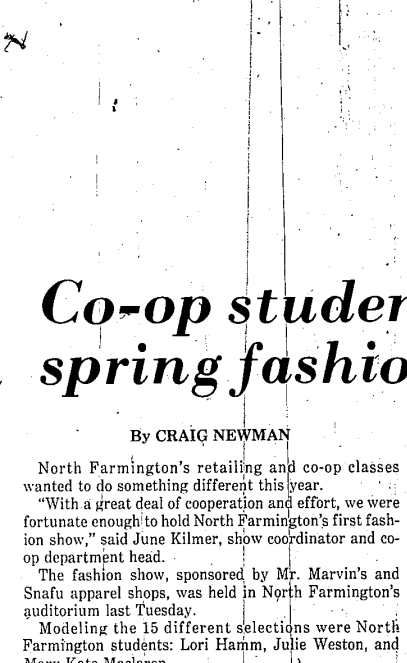 Co-op studen
spring fashio
By CRAIG NEWMAN
North Farmington's retailing and co-op classes
wanted to do something different this year.
"With a great deal of cooperation and effort, we were
fortunate enough to hold North Farmington's first fash-
ion show," said June Kilmer, show coordinator and co-
op department head.
The fashion show, sponsored by Mr. Marvin's and
Snafu apparel shops, was held in North Farmington's
auditorium last Tuesday.
Modeling the 15 different selections were North
Farmington students: Lori Hamm, Julie Weston, and
Mary Kate